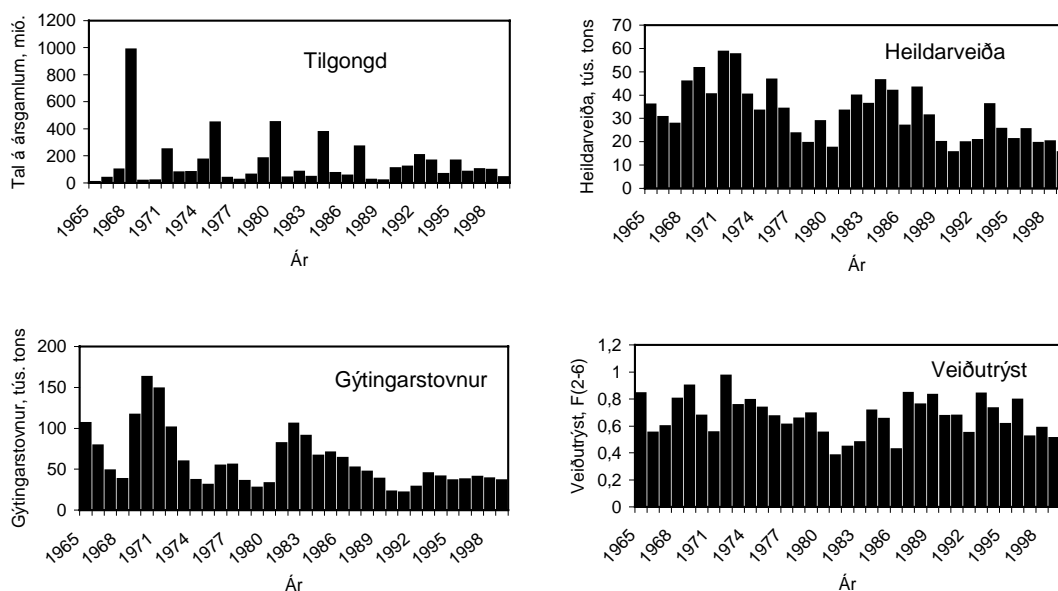 Tilgongd
Tal á ársgamlum, mió.
1200
1000
800
600
400
200
0
1965 1968 1971 1974 1977 1980 1983 1986 1989 1992 1995 1998
Ár
Heildarveiða
Heildarveiða, tús. tons
70
60
50
40
30
20
10
0
1965 1968 1971 1974 1977 1980 1983 1986 1989 1992 1995 1998
Ár
Gýtingarstovnur
Gýtingarstovnur, tús. tons
200
150
100
50
0
1965 1968 1971 1974 1977 1980 1983 1986 1989 1992 1995 1998
Ár
Veiðutrýst
Veiðutrýst, F(2-6)
1,2
1
0,8
0,6
0,4
0,2
0
1965 1968 1971 1974 1977 1980 1983 1986 1989 1992 1995 1998
Ár